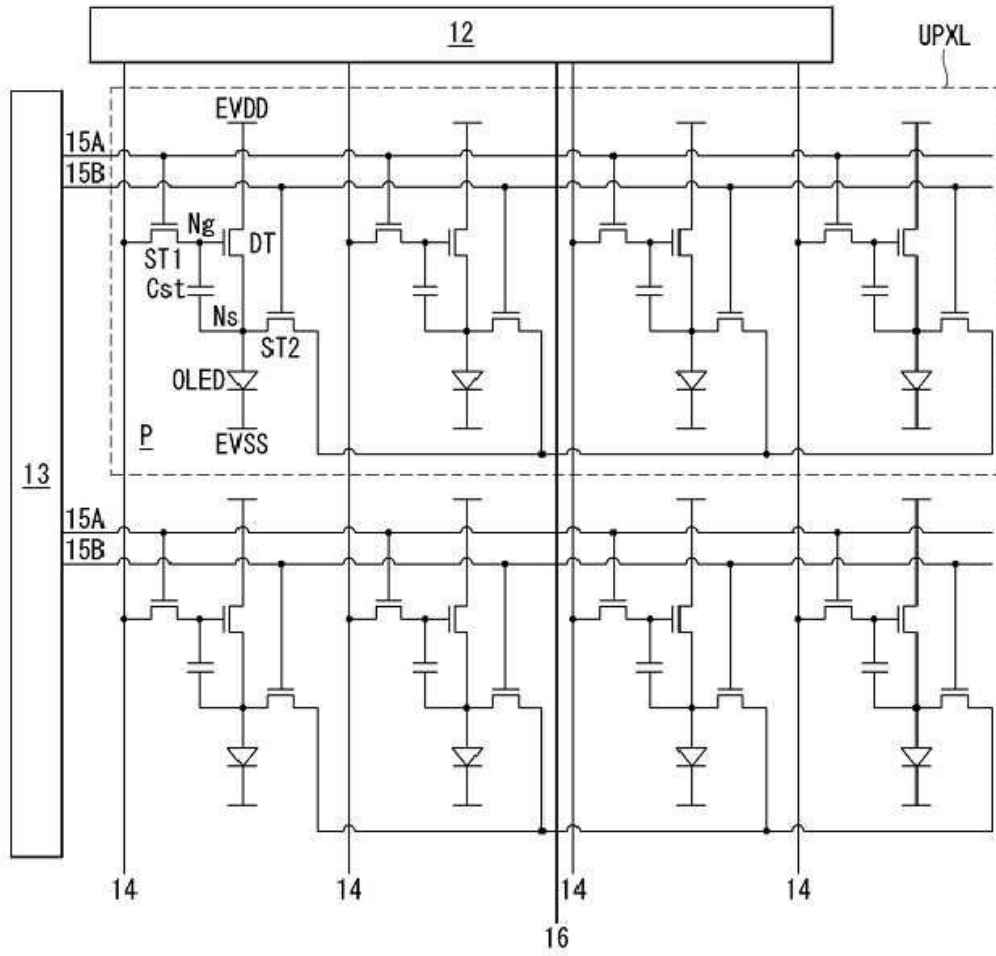 12
UPXL
EVDD
15A
15B
Ng
DT
ST1
Cst
Ns
ST2
OLED
P
EVSS
13
15A
15B
14 14 14 14
16